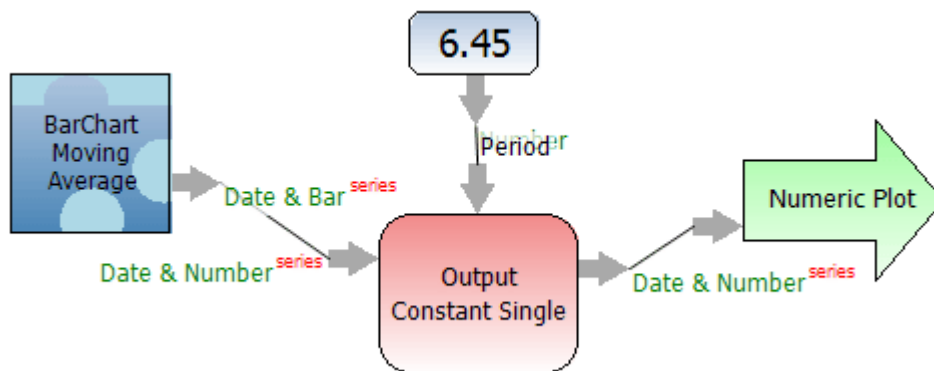 6.45
BarChart
Moving
Average
Number
Period
Date & Bar series
Numeric Plot
Date & Number series
Output
Constant Single
Date & Number series